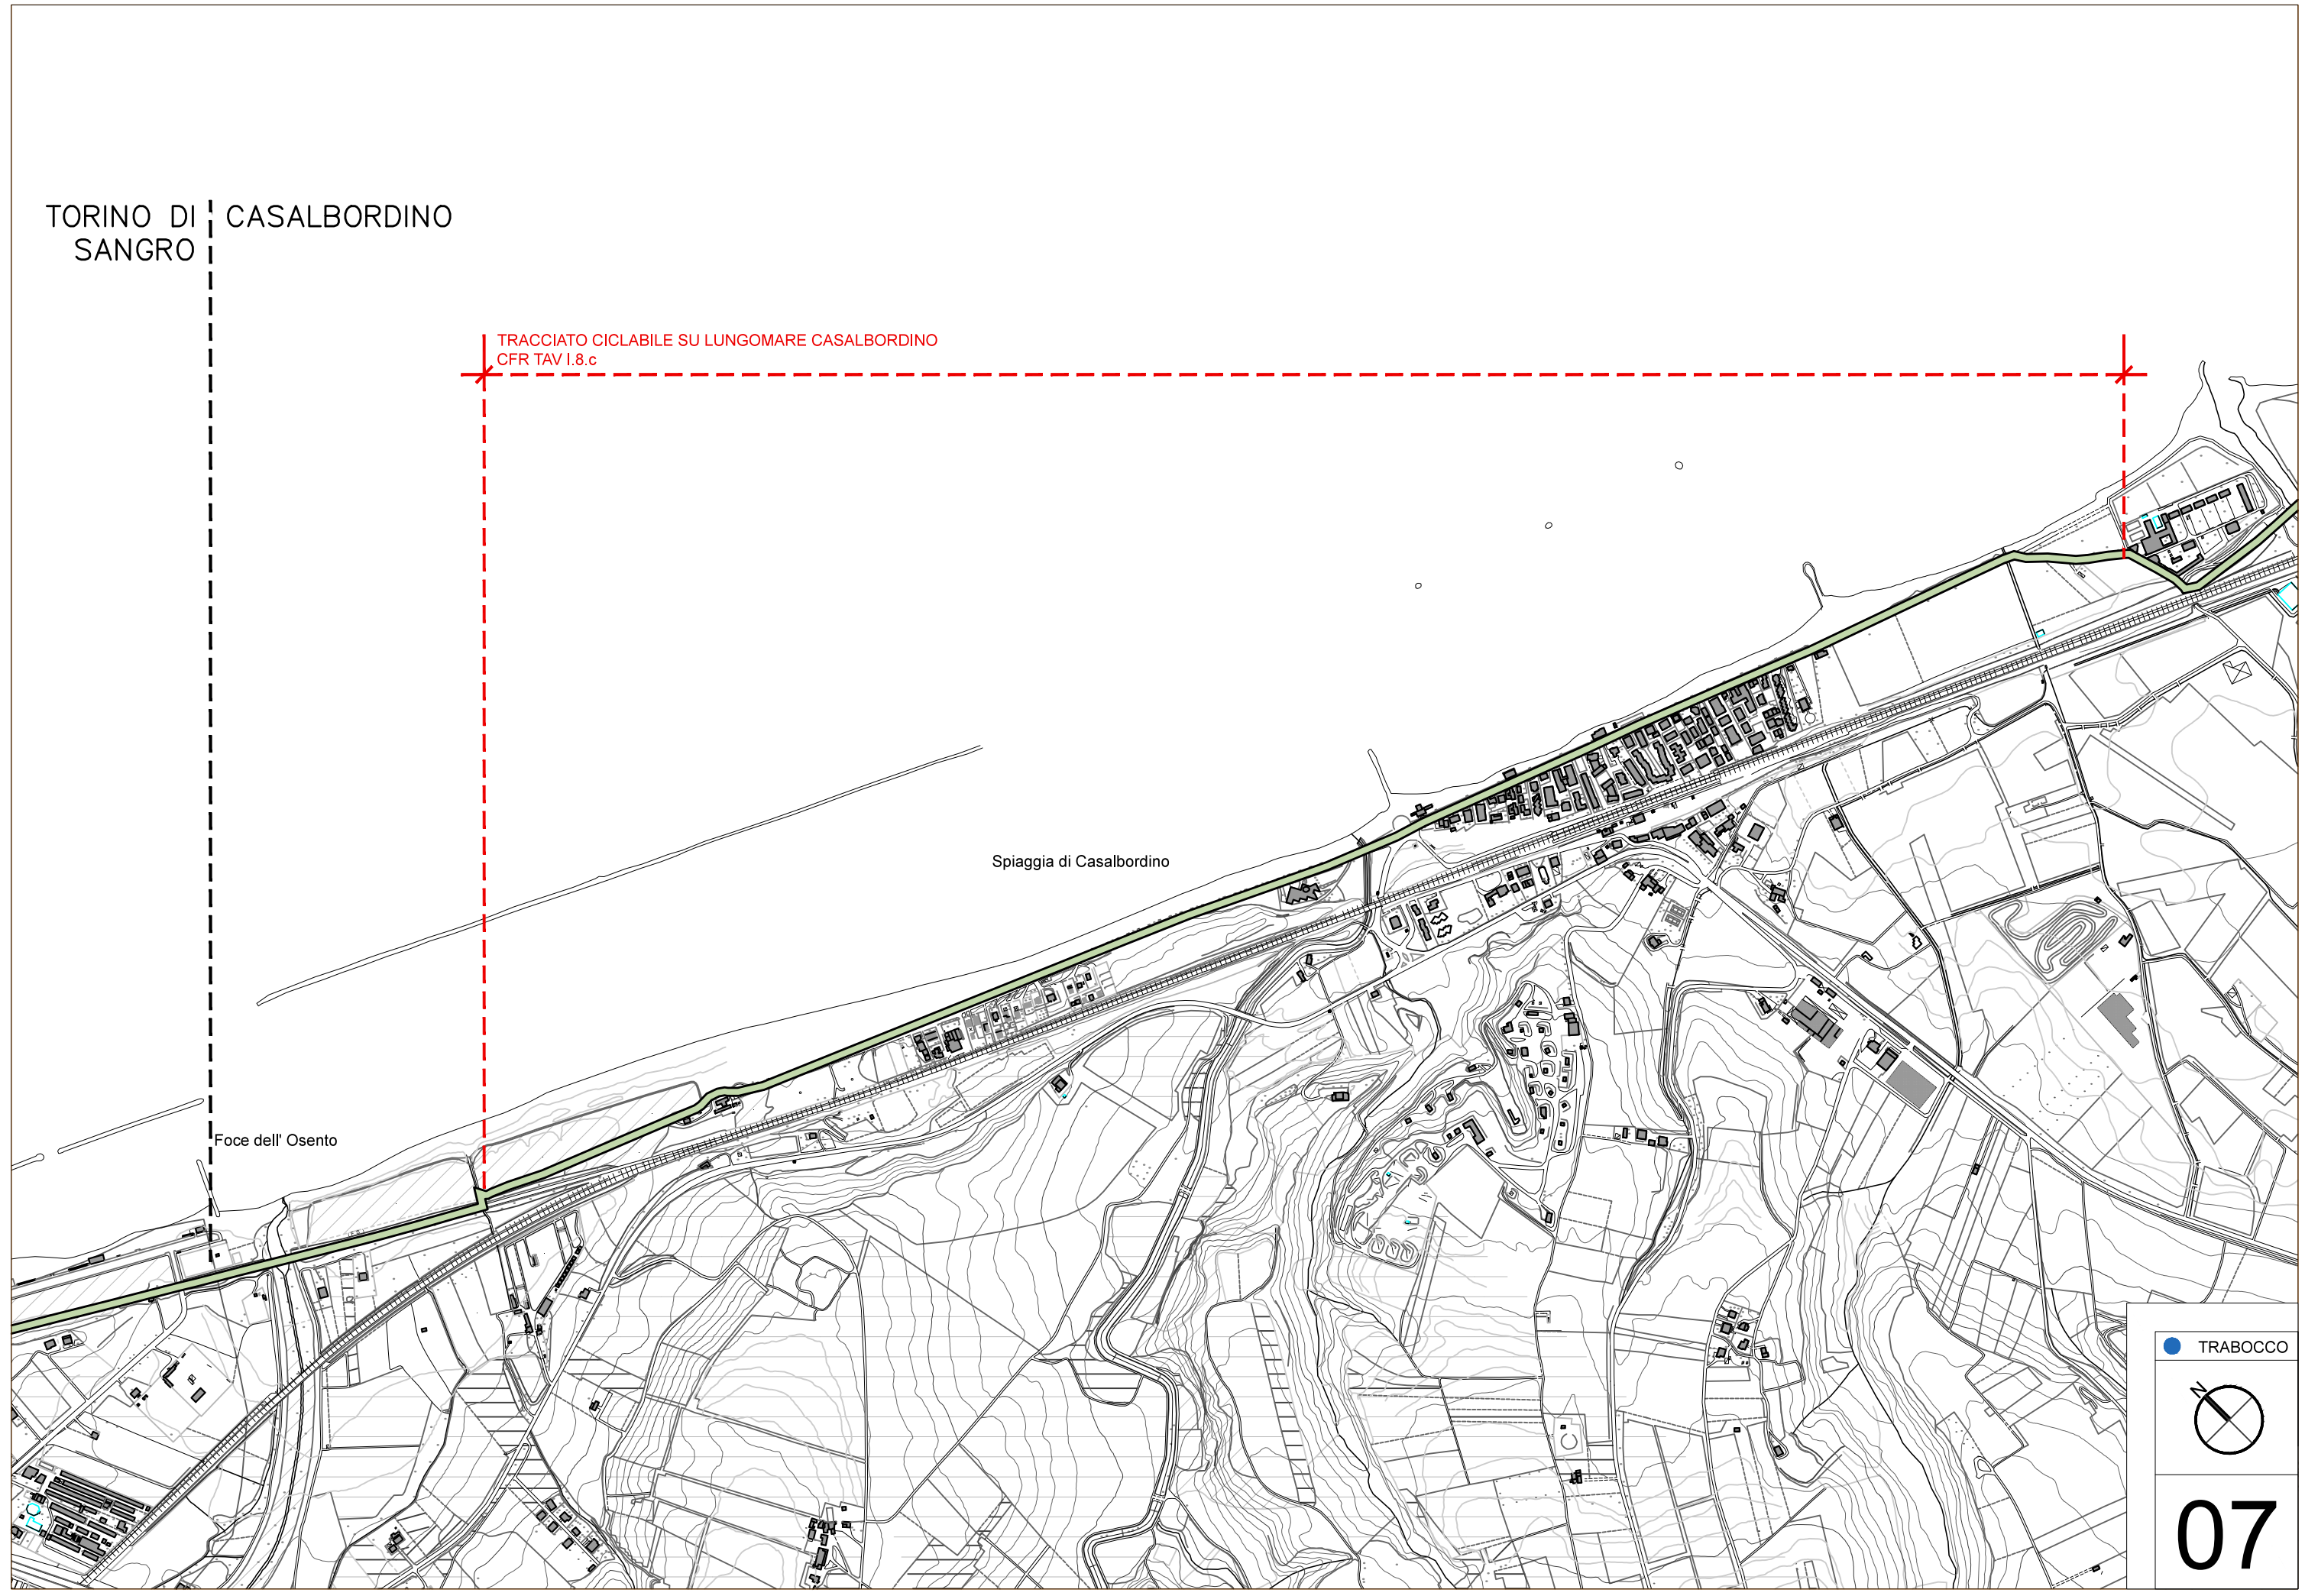 TORINO DI
SANGRO
CASALBORDINO
TRACCIATO CICLABILE SU LUNGOMARE CASALBORDINO
CFR TAV I.8.c
Spiaggia di Casalbordino
Foce dell' Osento
TRABOCCO
N
07